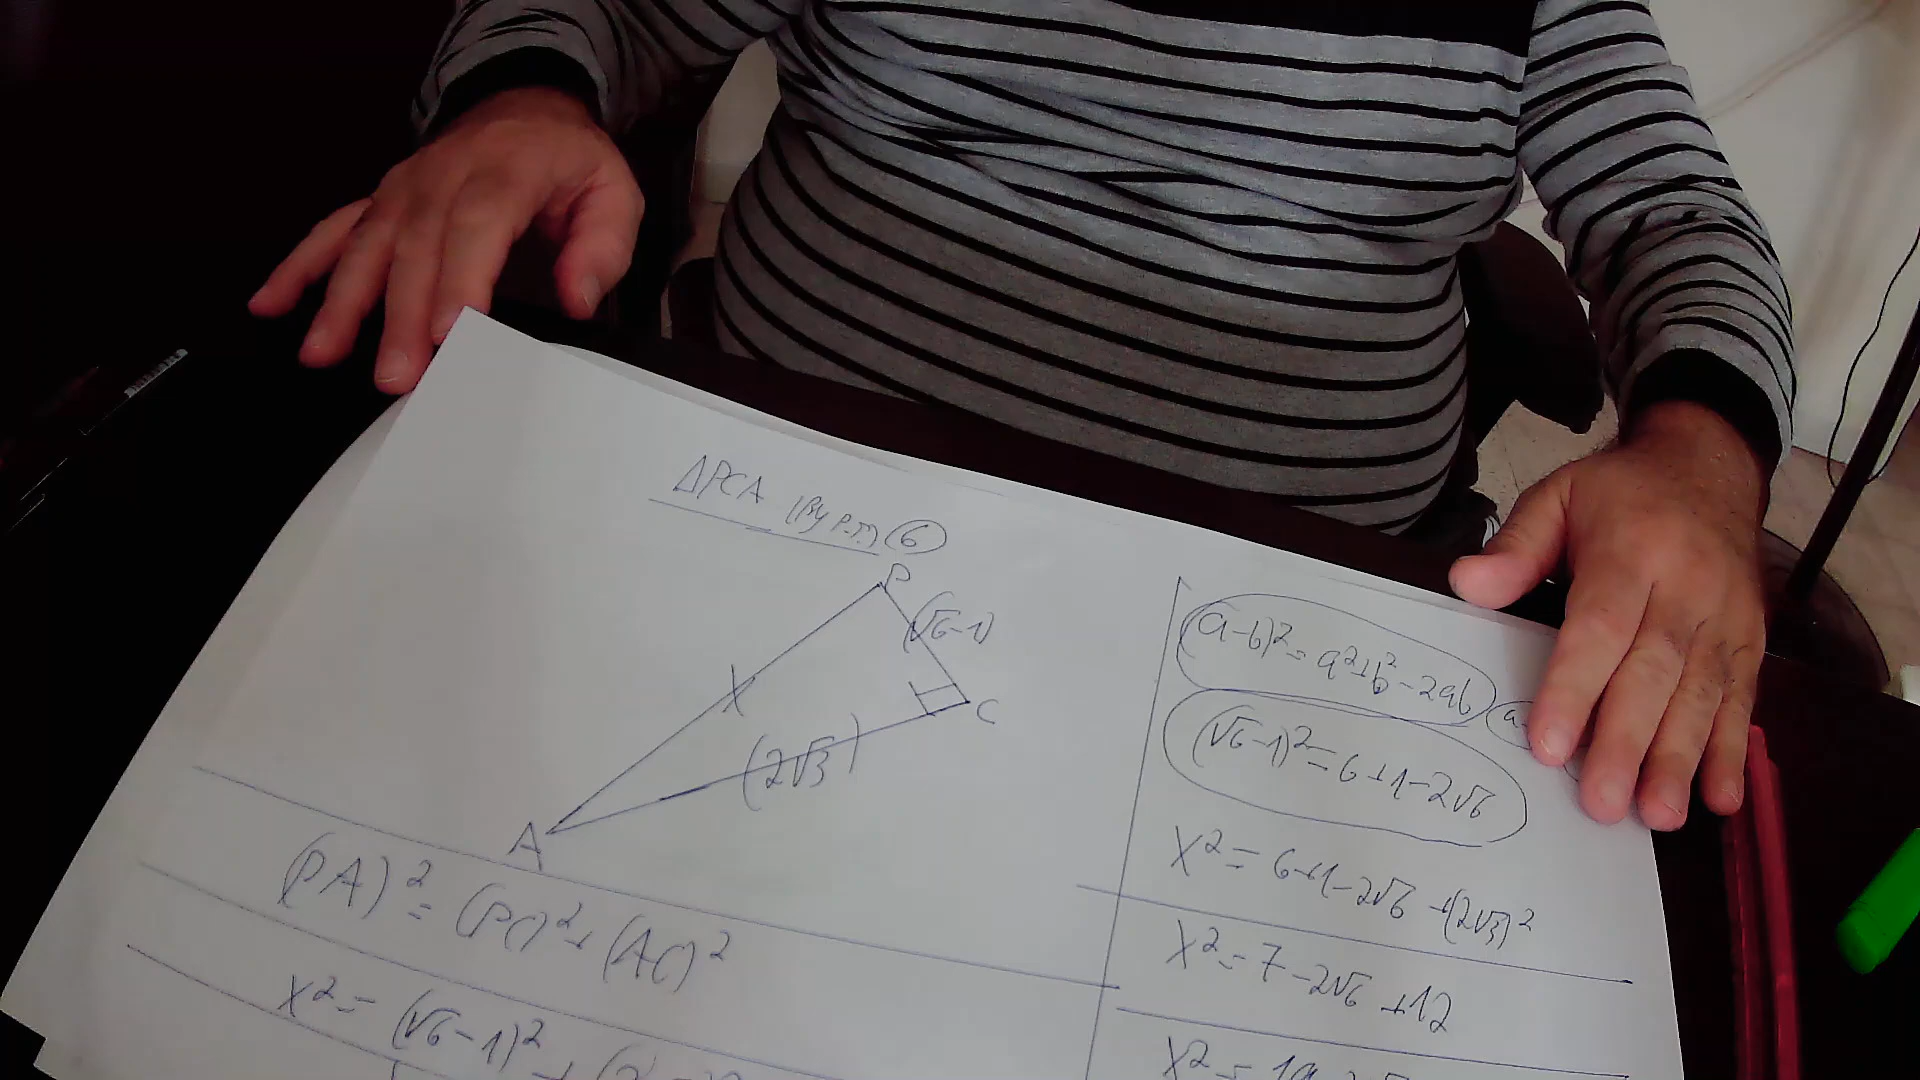 ΔPCA (By P.T.) 6
P
(√6-1)
X
C
(2√3)
A
(PA)² = (PC)² + (AC)²
X² = (√6-1)² +
(a-b)² = a²+b²-2ab
(√6-1)² = 6+1-2√6
X² = 6+1-2√6 +(2√3)²
X² = 7-2√6 +12
X² = 19